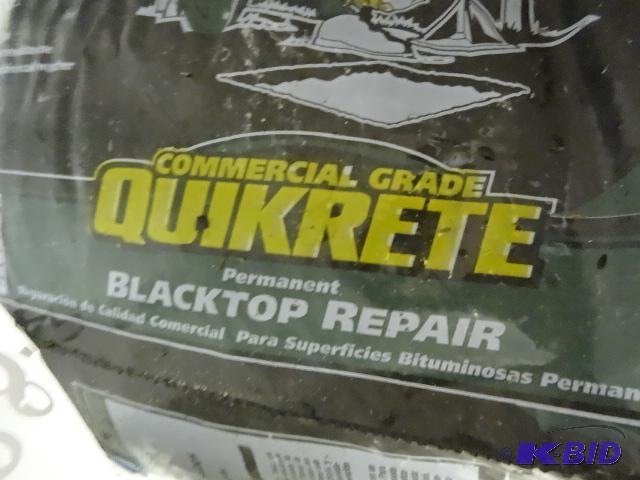 COMMERCIAL GRADE
QUIKRETE
Permanent
BLACKTOP REPAIR
Reparación de Calidad Comercial Para Superficies Bituminosas Perman
K-BID